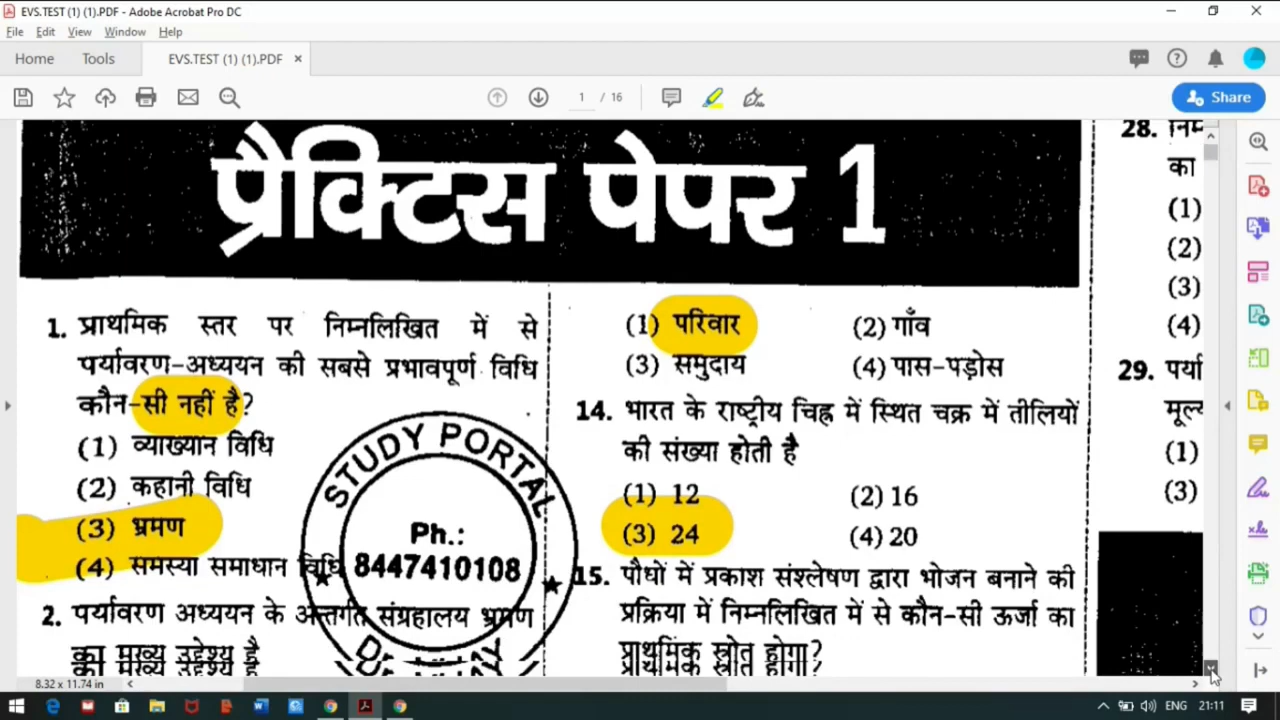 EVS.TEST (1) (1).PDF - Adobe Acrobat Pro DC
File Edit View Window Help
Home Tools EVS.TEST (1) (1).PDF ×
1 / 16
Share
प्रैक्टिस पेपर 1
1. प्राथमिक स्तर पर निम्नलिखित में से
पर्यावरण-अध्ययन की सबसे प्रभावपूर्ण विधि
कौन-सी नहीं है?
(1) व्याख्यान विधि
(2) कहानी विधि
(3) भ्रमण
(4) समस्या समाधान विधि
2. पर्यावरण अध्ययन के अन्तर्गत संग्रहालय भ्रमण
का मुख्य उद्देश्य है
STUDY PORTAL
Ph.:
8447410108
(1) परिवार (2) गाँव
(3) समुदाय (4) पास-पड़ोस
14. भारत के राष्ट्रीय चिह्न में स्थित चक्र में तीलियों
की संख्या होती है
(1) 12 (2) 16
(3) 24 (4) 20
15. पौधों में प्रकाश संश्लेषण द्वारा भोजन बनाने की
प्रक्रिया में निम्नलिखित में से कौन-सी ऊर्जा का
प्राथमिक स्त्रोत होगा?
28.
का
(1)
(2)
(3)
(4)
29. पर्या
मूल्य
(1)
(3)
8.32 x 11.74 in
ENG 21:11